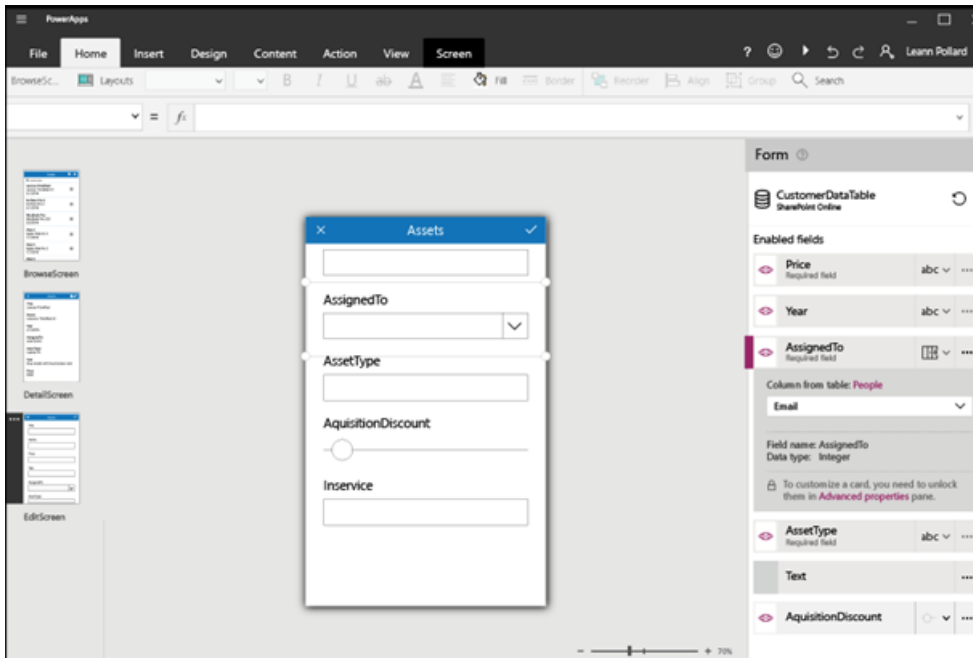 PowerApps
File Home Insert Design Content Action View Screen ? Leann Pollard
BrowseSc... Layouts B I U ab A Fill Border Reorder Align Group Search
= fx
Form
CustomerDataTable
SharePoint Online
Enabled fields
Price
Required field
abc
Year
abc
AssignedTo
Required field
Column from table: People
Email
Field name: AssignedTo
Data type: Integer
To customize a card, you need to unlock
them in Advanced properties pane.
AssetType
Required field
abc
Text
AquisitionDiscount
BrowseScreen
DetailScreen
EditScreen
Assets
AssignedTo
AssetType
AquisitionDiscount
Inservice
70%